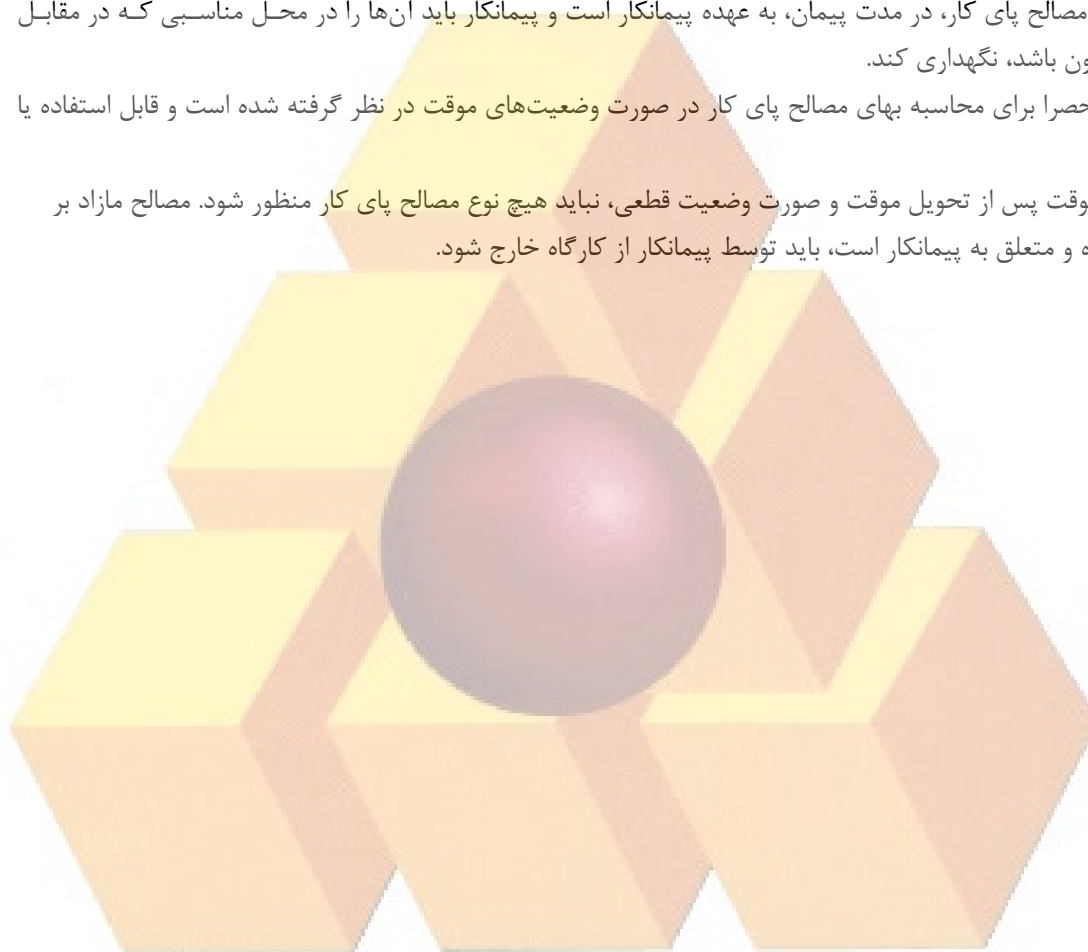 مصالح پای کار، در مدت پیمان، به عهده پیمانکار است و پیمانکار باید آن‌ها را در محل مناسبی که در مقابل
باشد، نگهداری کند.
برای محاسبه بهای مصالح پای کار در صورت وضعیت‌های موقت در نظر گرفته شده است و قابل استفاده یا
پس از تحویل موقت و صورت وضعیت قطعی، نباید هیچ نوع مصالح پای کار منظور شود. مصالح مازاد بر
و متعلق به پیمانکار است، باید توسط پیمانکار از کارگاه خارج شود.